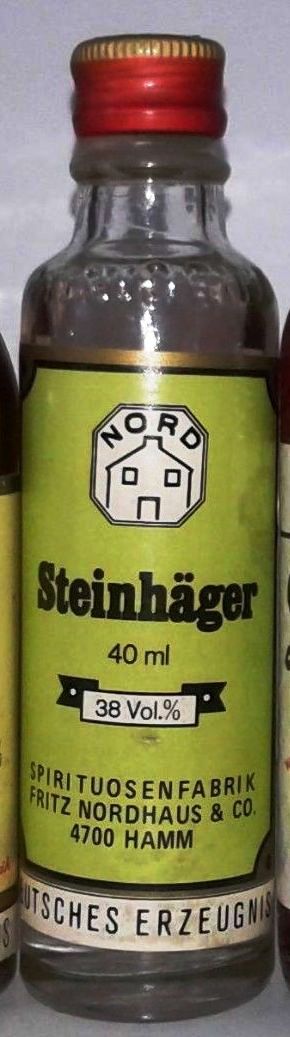 NORD
Steinhäger
40 ml
38 Vol.%
SPIRITUOSENFABRIK
FRITZ NORDHAUS & CO.
4700 HAMM
UTSCHES ERZEUGNIS